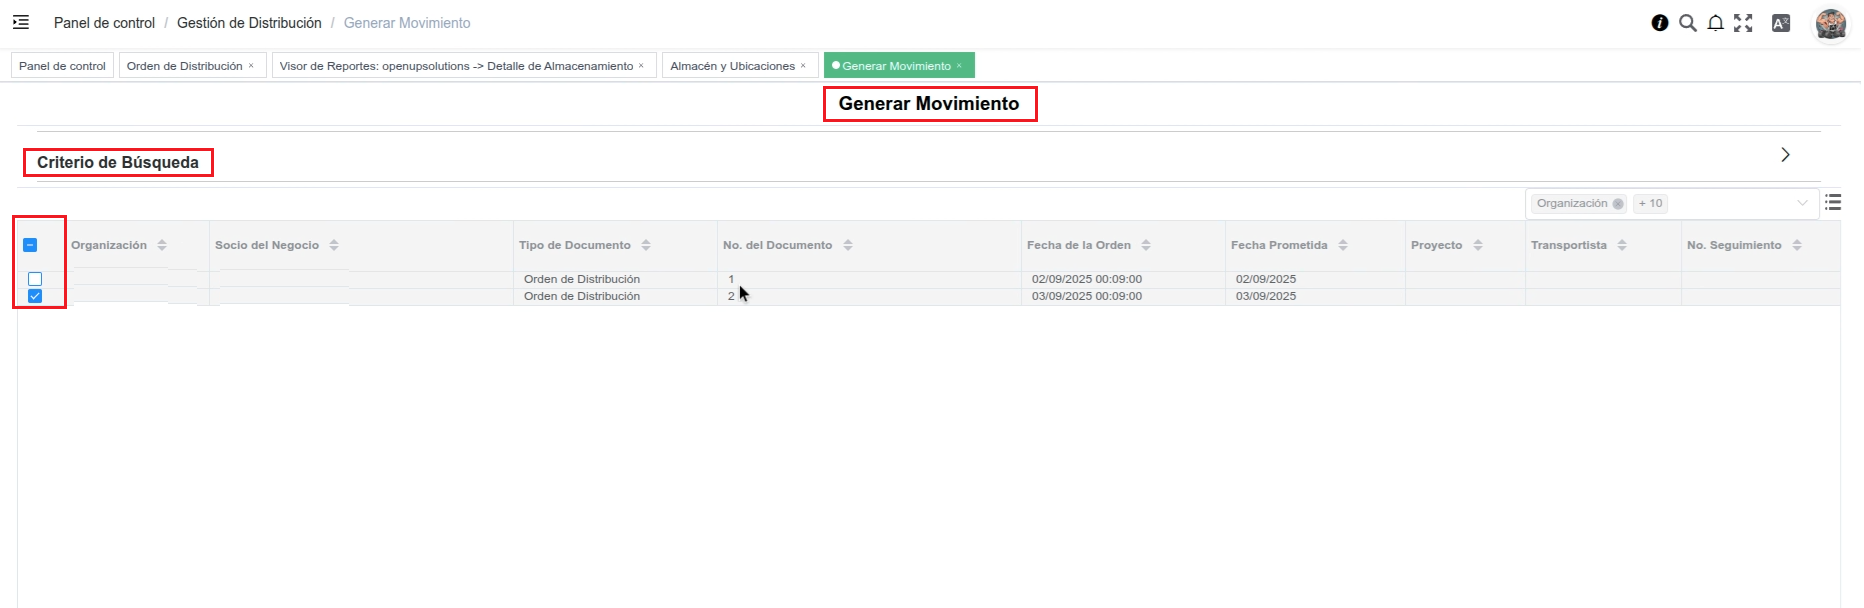 Panel de control / Gestión de Distribución / Generar Movimiento
Panel de control
Orden de Distribución ×
Visor de Reportes: openupsolutions -> Detalle de Almacenamiento ×
Almacén y Ubicaciones ×
Generar Movimiento ×
Generar Movimiento
Criterio de Búsqueda
Organización + 10
Organización Socio del Negocio Tipo de Documento No. del Documento Fecha de la Orden Fecha Prometida Proyecto Transportista No. Seguimiento
Orden de Distribución 1 02/09/2025 00:09:00 02/09/2025
Orden de Distribución 2 03/09/2025 00:09:00 03/09/2025